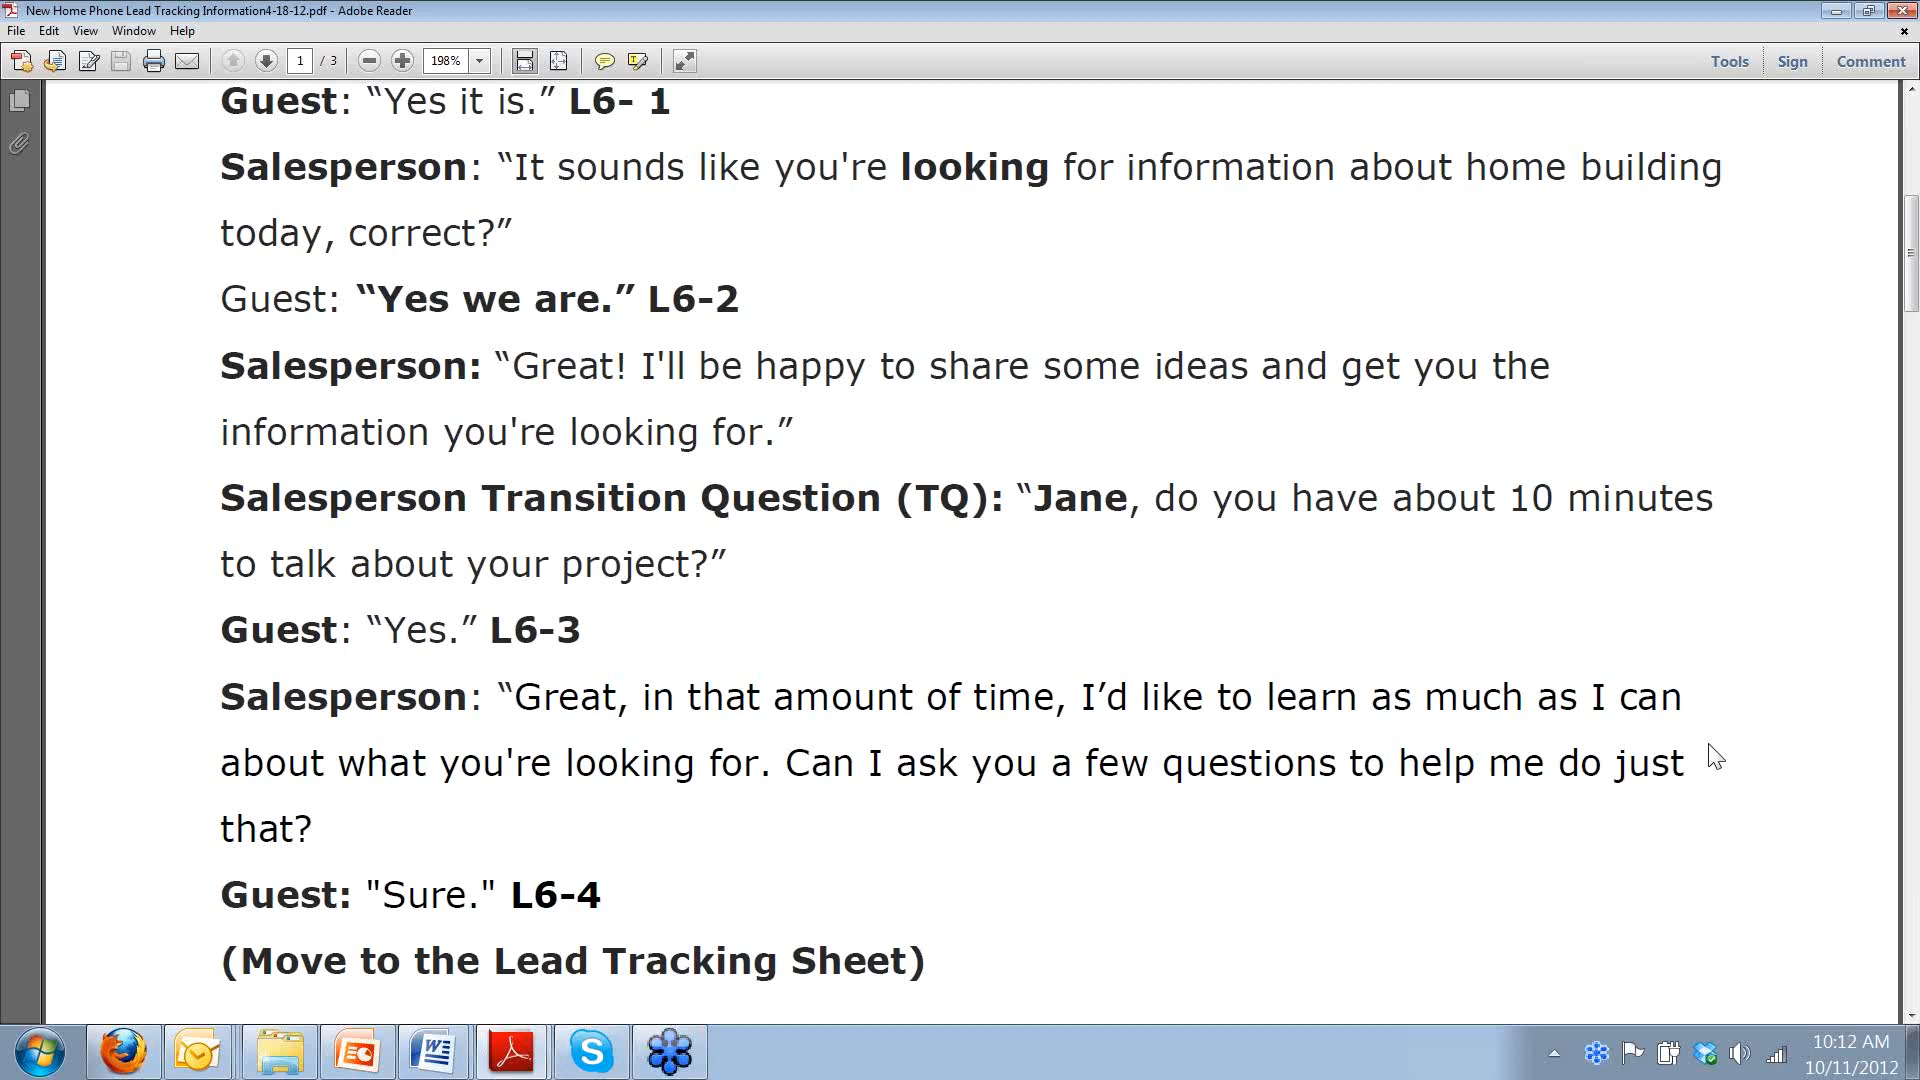 New Home Phone Lead Tracking Information4-18-12.pdf - Adobe Reader
File Edit View Window Help
1 / 3 198% Tools Sign Comment
Guest: “Yes it is.” L6- 1
Salesperson: “It sounds like you're looking for information about home building
today, correct?”
Guest: “Yes we are.” L6-2
Salesperson: “Great! I'll be happy to share some ideas and get you the
information you're looking for.”
Salesperson Transition Question (TQ): “Jane, do you have about 10 minutes
to talk about your project?”
Guest: “Yes.” L6-3
Salesperson: “Great, in that amount of time, I’d like to learn as much as I can
about what you're looking for. Can I ask you a few questions to help me do just
that?
Guest: "Sure." L6-4
(Move to the Lead Tracking Sheet)
10:12 AM
10/11/2012